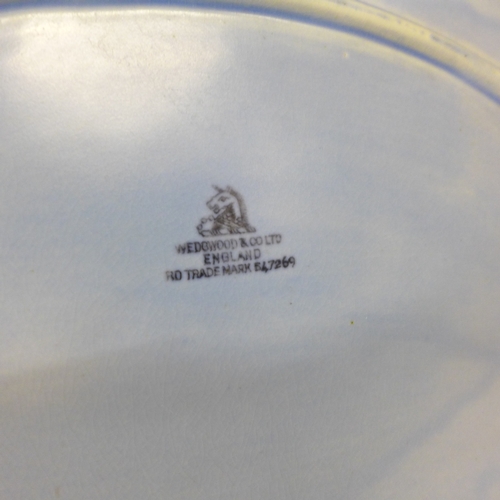 WEDGWOOD & CO LTD
ENGLAND
RD TRADE MARK 547269